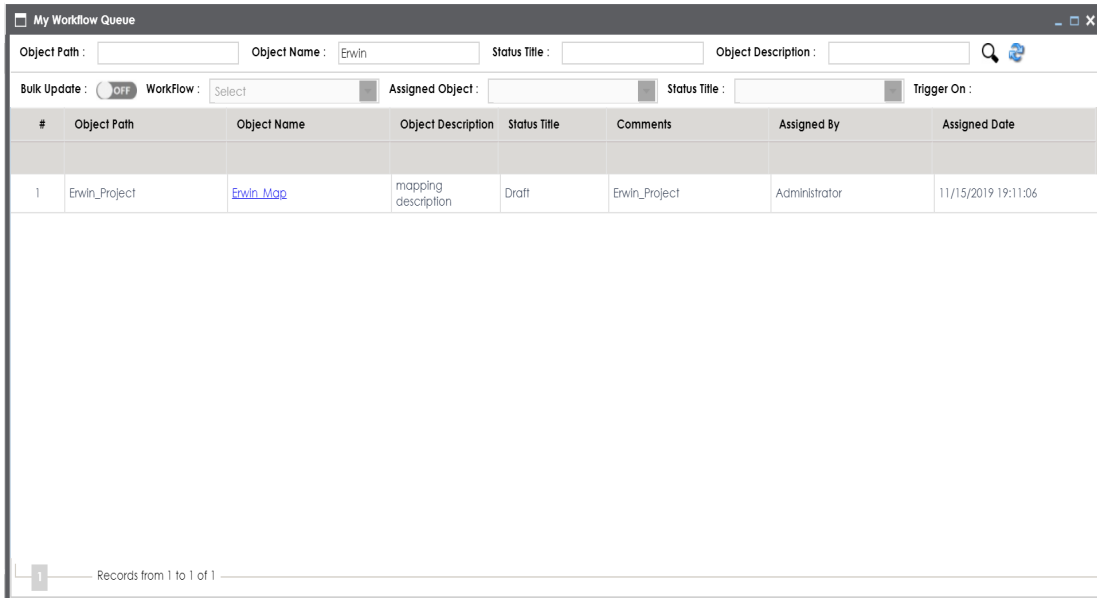 My Workflow Queue
Object Path : Object Name : Erwin Status Title : Object Description :
Bulk Update : OFF WorkFlow : Select Assigned Object : Status Title : Trigger On :
# Object Path Object Name Object Description Status Title Comments Assigned By Assigned Date
1 Erwin_Project Erwin_Map mapping description Draft Erwin_Project Administrator 11/15/2019 19:11:06
1 Records from 1 to 1 of 1